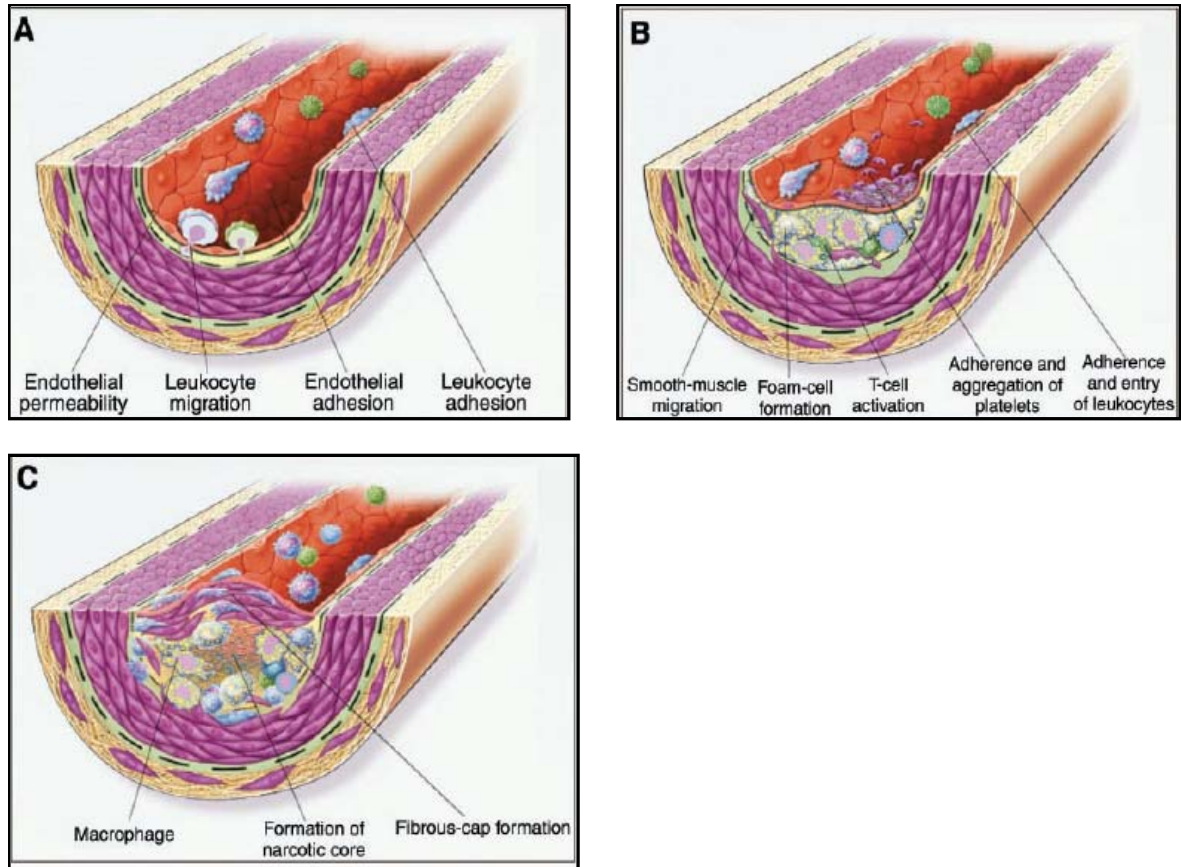 A
Endothelial permeability
Leukocyte migration
Endothelial adhesion
Leukocyte adhesion
B
Smooth-muscle migration
Foam-cell formation
T-cell activation
Adherence and aggregation of platelets
Adherence and entry of leukocytes
C
Macrophage
Formation of narcotic core
Fibrous-cap formation